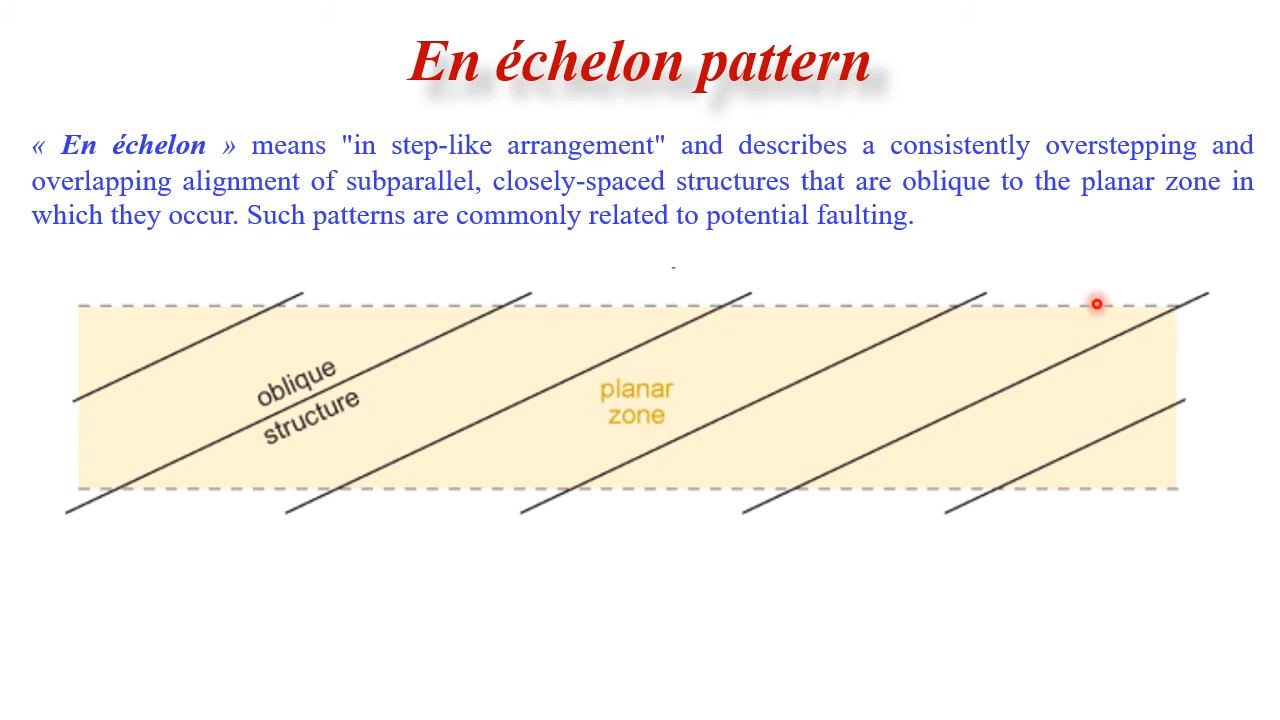 En échelon pattern
« En échelon » means "in step-like arrangement" and describes a consistently overstepping and
overlapping alignment of subparallel, closely-spaced structures that are oblique to the planar zone in
which they occur. Such patterns are commonly related to potential faulting.
oblique
structure
planar
zone